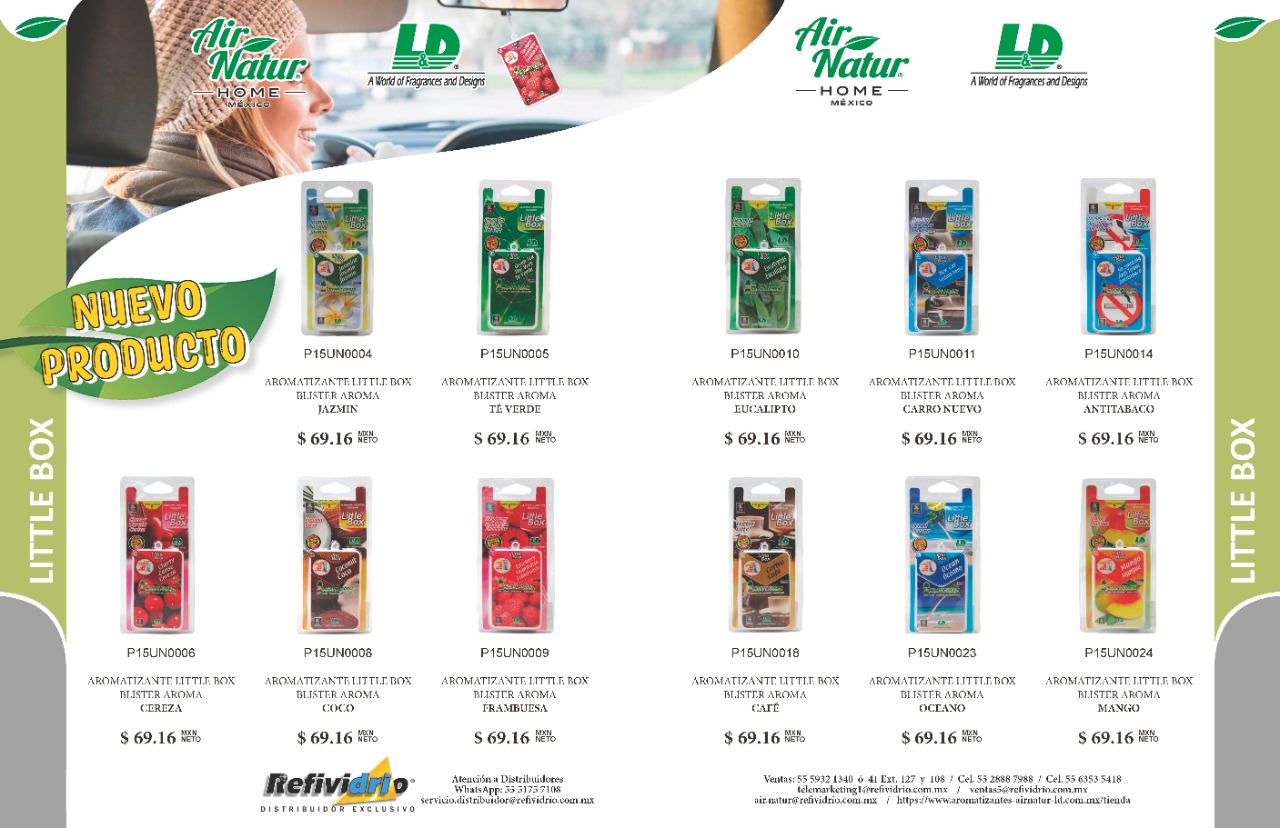 Air
Natur
HOME
MÉXICO
L&D
A World of Fragrances and Designs
Air
Natur
HOME
MÉXICO
L&D
A World of Fragrances and Designs
NUEVO
PRODUCTO
LITTLE BOX
LITTLE BOX
P15UN0004
AROMATIZANTE LITTLE BOX
BLISTER AROMA
JAZMIN
$ 69.16 MXN NETO
P15UN0005
AROMATIZANTE LITTLE BOX
BLISTER AROMA
TÉ VERDE
$ 69.16 MXN NETO
P15UN0010
AROMATIZANTE LITTLE BOX
BLISTER AROMA
EUCALIPTO
$ 69.16 MXN NETO
P15UN0011
AROMATIZANTE LITTLE BOX
BLISTER AROMA
CARRO NUEVO
$ 69.16 MXN NETO
P15UN0014
AROMATIZANTE LITTLE BOX
BLISTER AROMA
ANTITABACO
$ 69.16 MXN NETO
P15UN0006
AROMATIZANTE LITTLE BOX
BLISTER AROMA
CEREZA
$ 69.16 MXN NETO
P15UN0008
AROMATIZANTE LITTLE BOX
BLISTER AROMA
COCO
$ 69.16 MXN NETO
P15UN0009
AROMATIZANTE LITTLE BOX
BLISTER AROMA
FRAMBUESA
$ 69.16 MXN NETO
P15UN0018
AROMATIZANTE LITTLE BOX
BLISTER AROMA
CAFÉ
$ 69.16 MXN NETO
P15UN0023
AROMATIZANTE LITTLE BOX
BLISTER AROMA
OCEANO
$ 69.16 MXN NETO
P15UN0024
AROMATIZANTE LITTLE BOX
BLISTER AROMA
MANGO
$ 69.16 MXN NETO
Refividrio
DISTRIBUIDOR EXCLUSIVO
Atención a Distribuidores
WhatsApp: 55 5175 7108
servicio.distribuidor@refividrio.com.mx
Ventas: 55 5932 1340 ó 41 Ext. 127 y 108 / Cel. 55 2888 7988 / Cel. 55 6353 5418
telemarketing1@refividrio.com.mx / ventas5@refividrio.com.mx
air.natur@refividrio.com.mx / https://www.aromatizantes-airnatur-ld.com.mx/tienda